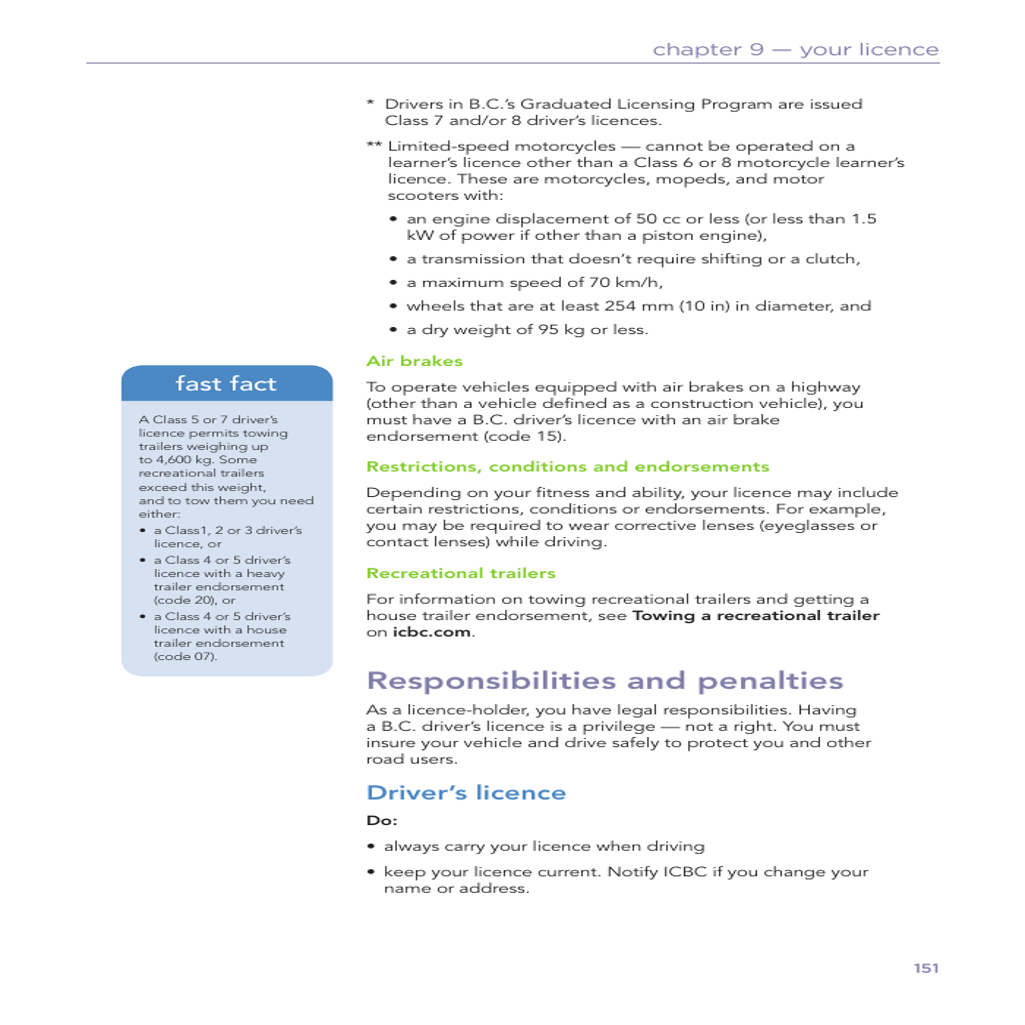 chapter 9 — your licence
* Drivers in B.C.’s Graduated Licensing Program are issued
Class 7 and/or 8 driver’s licences.
** Limited-speed motorcycles — cannot be operated on a
learner’s licence other than a Class 6 or 8 motorcycle learner’s
licence. These are motorcycles, mopeds, and motor
scooters with:
• an engine displacement of 50 cc or less (or less than 1.5
kW of power if other than a piston engine),
• a transmission that doesn’t require shifting or a clutch,
• a maximum speed of 70 km/h,
• wheels that are at least 254 mm (10 in) in diameter, and
• a dry weight of 95 kg or less.
Air brakes
To operate vehicles equipped with air brakes on a highway
(other than a vehicle defined as a construction vehicle), you
must have a B.C. driver’s licence with an air brake
endorsement (code 15).
Restrictions, conditions and endorsements
Depending on your fitness and ability, your licence may include
certain restrictions, conditions or endorsements. For example,
you may be required to wear corrective lenses (eyeglasses or
contact lenses) while driving.
Recreational trailers
For information on towing recreational trailers and getting a
house trailer endorsement, see Towing a recreational trailer
on icbc.com.
fast fact
A Class 5 or 7 driver’s
licence permits towing
trailers weighing up
to 4,600 kg. Some
recreational trailers
exceed this weight,
and to tow them you need
either:
• a Class1, 2 or 3 driver’s
licence, or
• a Class 4 or 5 driver’s
licence with a heavy
trailer endorsement
(code 20), or
• a Class 4 or 5 driver’s
licence with a house
trailer endorsement
(code 07).
Responsibilities and penalties
As a licence-holder, you have legal responsibilities. Having
a B.C. driver’s licence is a privilege — not a right. You must
insure your vehicle and drive safely to protect you and other
road users.
Driver’s licence
Do:
• always carry your licence when driving
• keep your licence current. Notify ICBC if you change your
name or address.
151